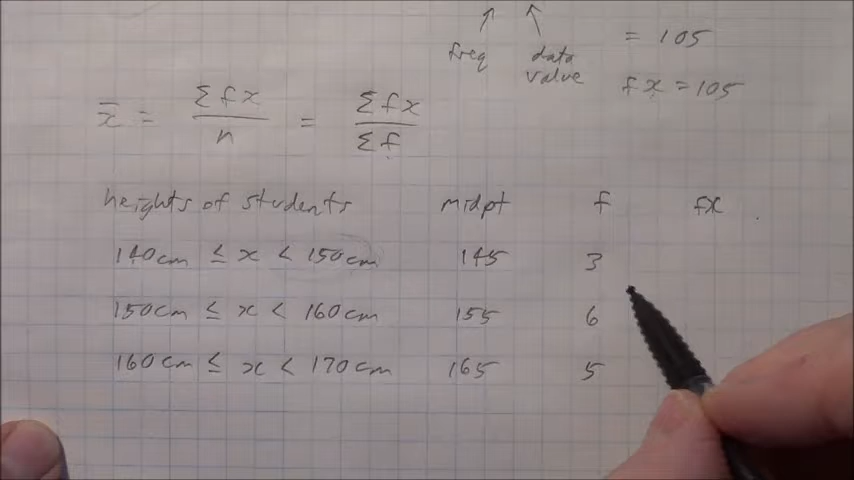 freq
data
value
= 105
fx = 105
x̄ = Σfx / n = Σfx / Σf
heights of students midpt f fx
140cm ≤ x < 150cm 145 3
150cm ≤ x < 160cm 155 6
160cm ≤ x < 170cm 165 5